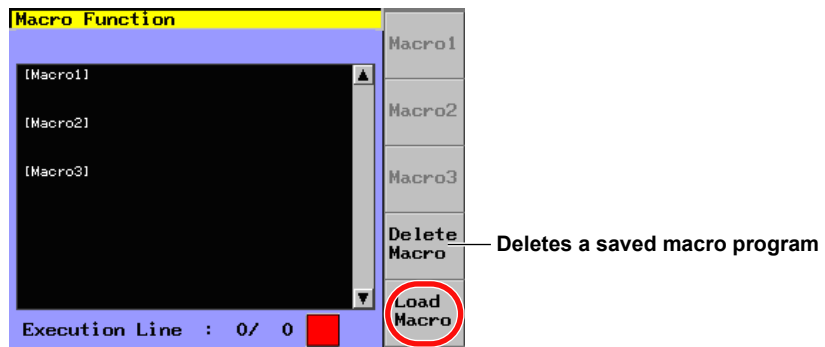 Macro Function
[Macro1]
[Macro2]
[Macro3]
Execution Line : 0/ 0
Macro1
Macro2
Macro3
Delete
Macro
Load
Macro
Deletes a saved macro program